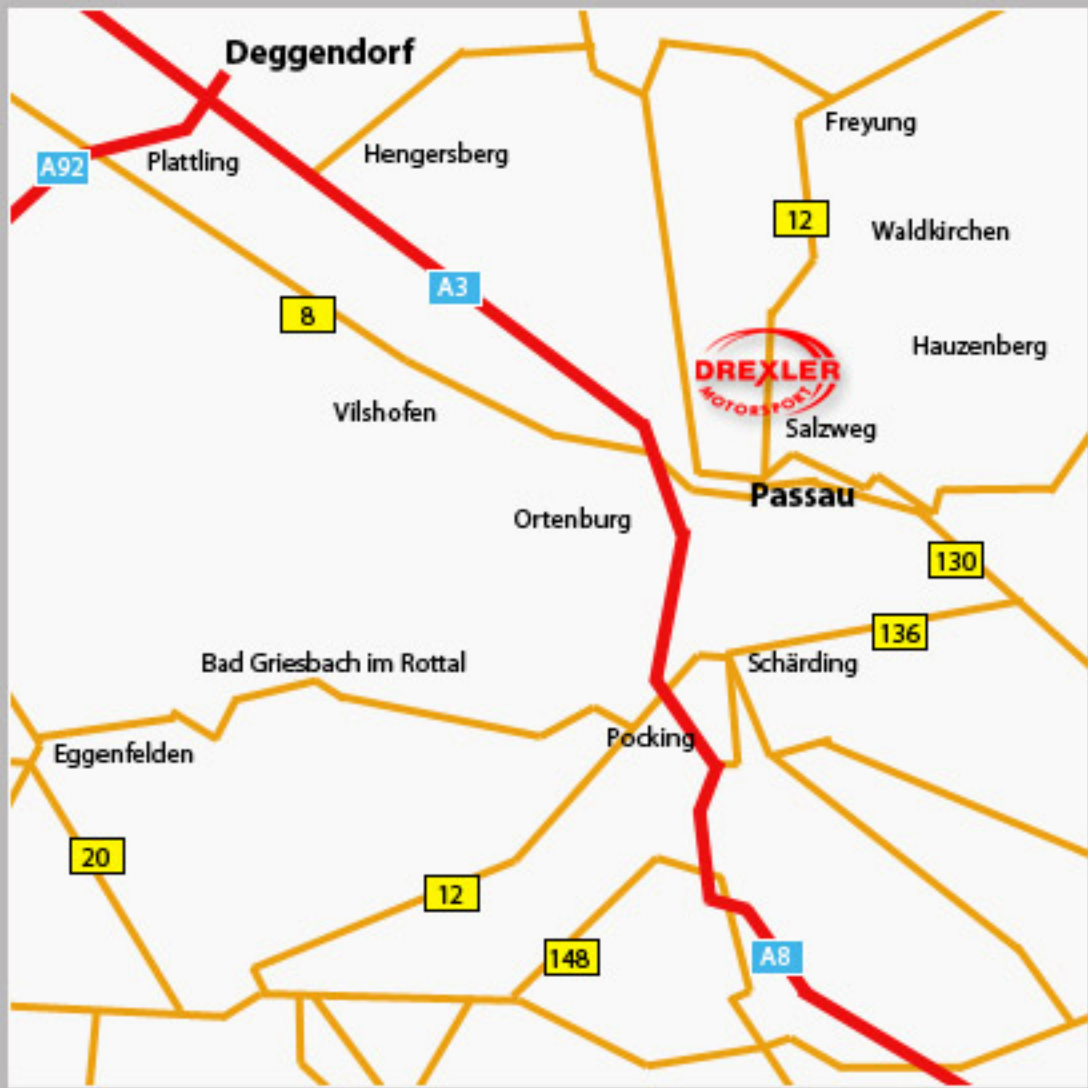 Deggendorf
Freyung
Hengersberg
Plattling
A92
12
Waldkirchen
A3
8
Hauzenberg
DREXLER
MOTORSPORT
Vilshofen
Salzweg
Passau
Ortenburg
130
136
Bad Griesbach im Rottal
Schärding
Pocking
Eggenfelden
20
12
148
A8